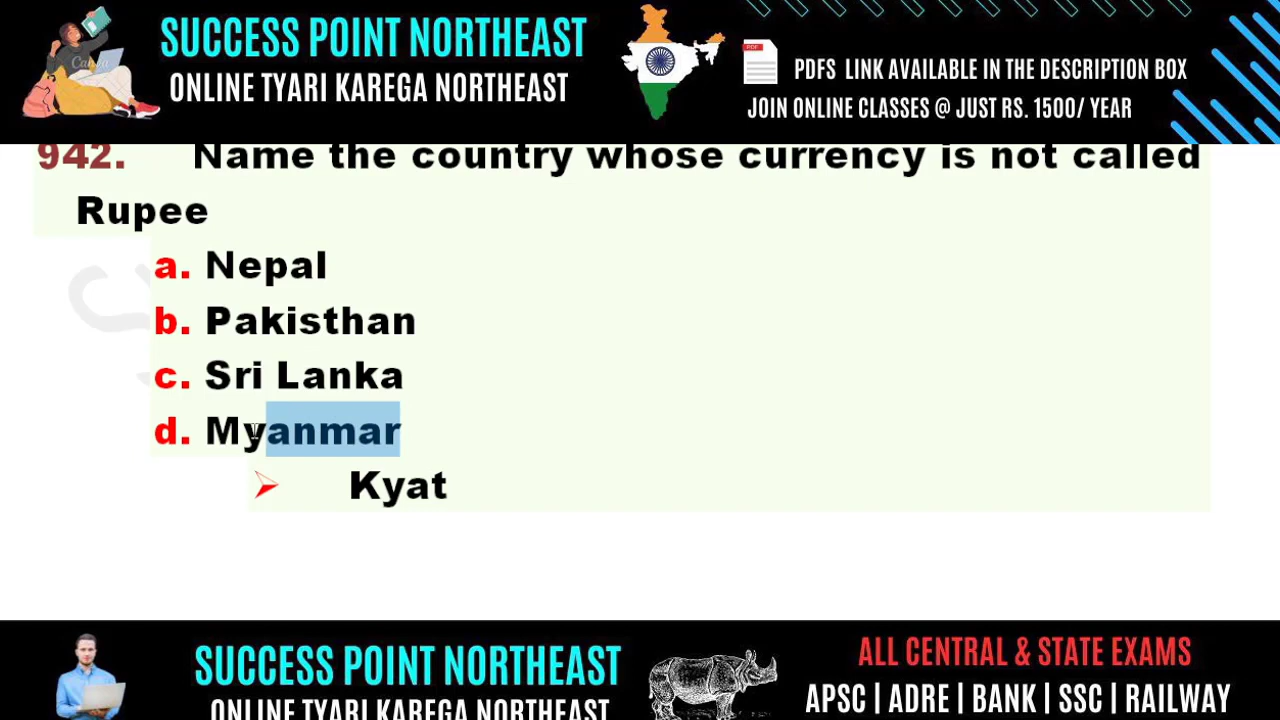 SUCCESS POINT NORTHEAST
ONLINE TYARI KAREGA NORTHEAST
Canva
PDF
PDFS LINK AVAILABLE IN THE DESCRIPTION BOX
JOIN ONLINE CLASSES @ JUST RS. 1500/ YEAR
942. Name the country whose currency is not called
Rupee
a. Nepal
b. Pakisthan
c. Sri Lanka
d. Myanmar
Kyat
SUCCESS POINT NORTHEAST
ONLINE TYARI KAREGA NORTHEAST
ALL CENTRAL & STATE EXAMS
APSC | ADRE | BANK | SSC | RAILWAY